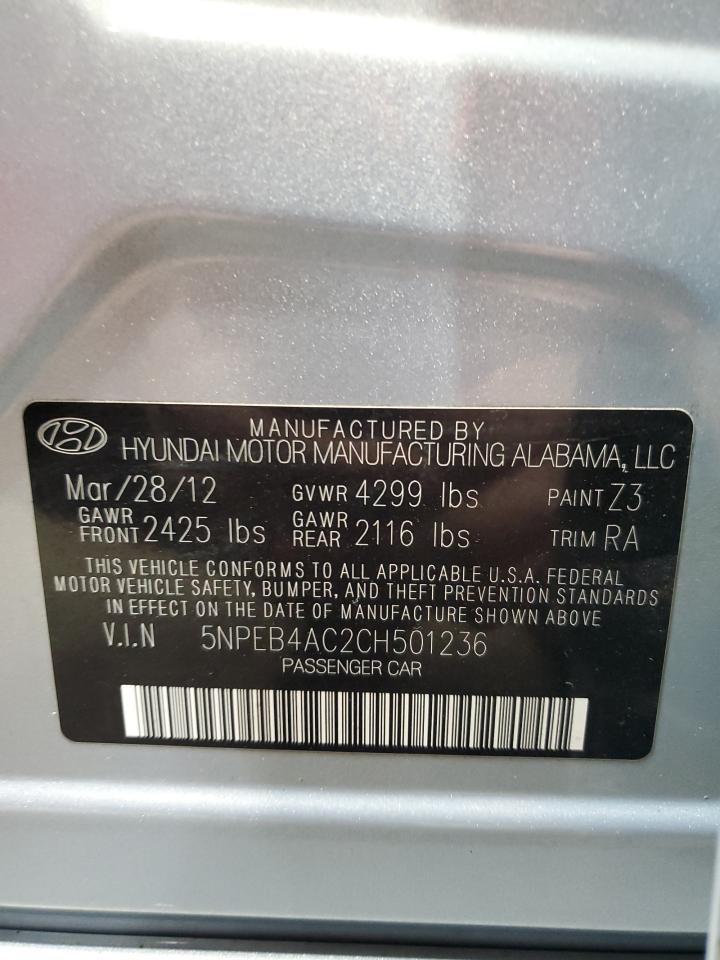 MANUFACTURED BY
HYUNDAI MOTOR MANUFACTURING ALABAMA, LLC
Mar/28/12 GVWR 4299 lbs PAINT Z3
GAWR FRONT 2425 lbs GAWR REAR 2116 lbs TRIM RA
THIS VEHICLE CONFORMS TO ALL APPLICABLE U.S.A. FEDERAL
MOTOR VEHICLE SAFETY, BUMPER, AND THEFT PREVENTION STANDARDS
IN EFFECT ON THE DATE OF MANUFACTURE SHOWN ABOVE
V.I.N 5NPEB4AC2CH501236
PASSENGER CAR